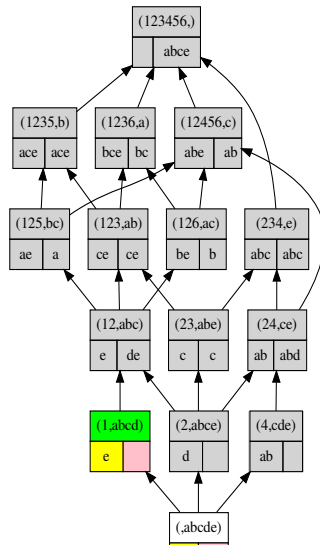 (123456,)
abce
(1235,b) (1236,a) (12456,c)
ace ace bce bc abe ab
(125,bc) (123,ab) (126,ac) (234,e)
ae a ce ce be b abc abc
(12,abc) (23,abe) (24,ce)
e de c c ab abd
(1,abcd) (2,abce) (4,cde)
e d ab
(,abcde)